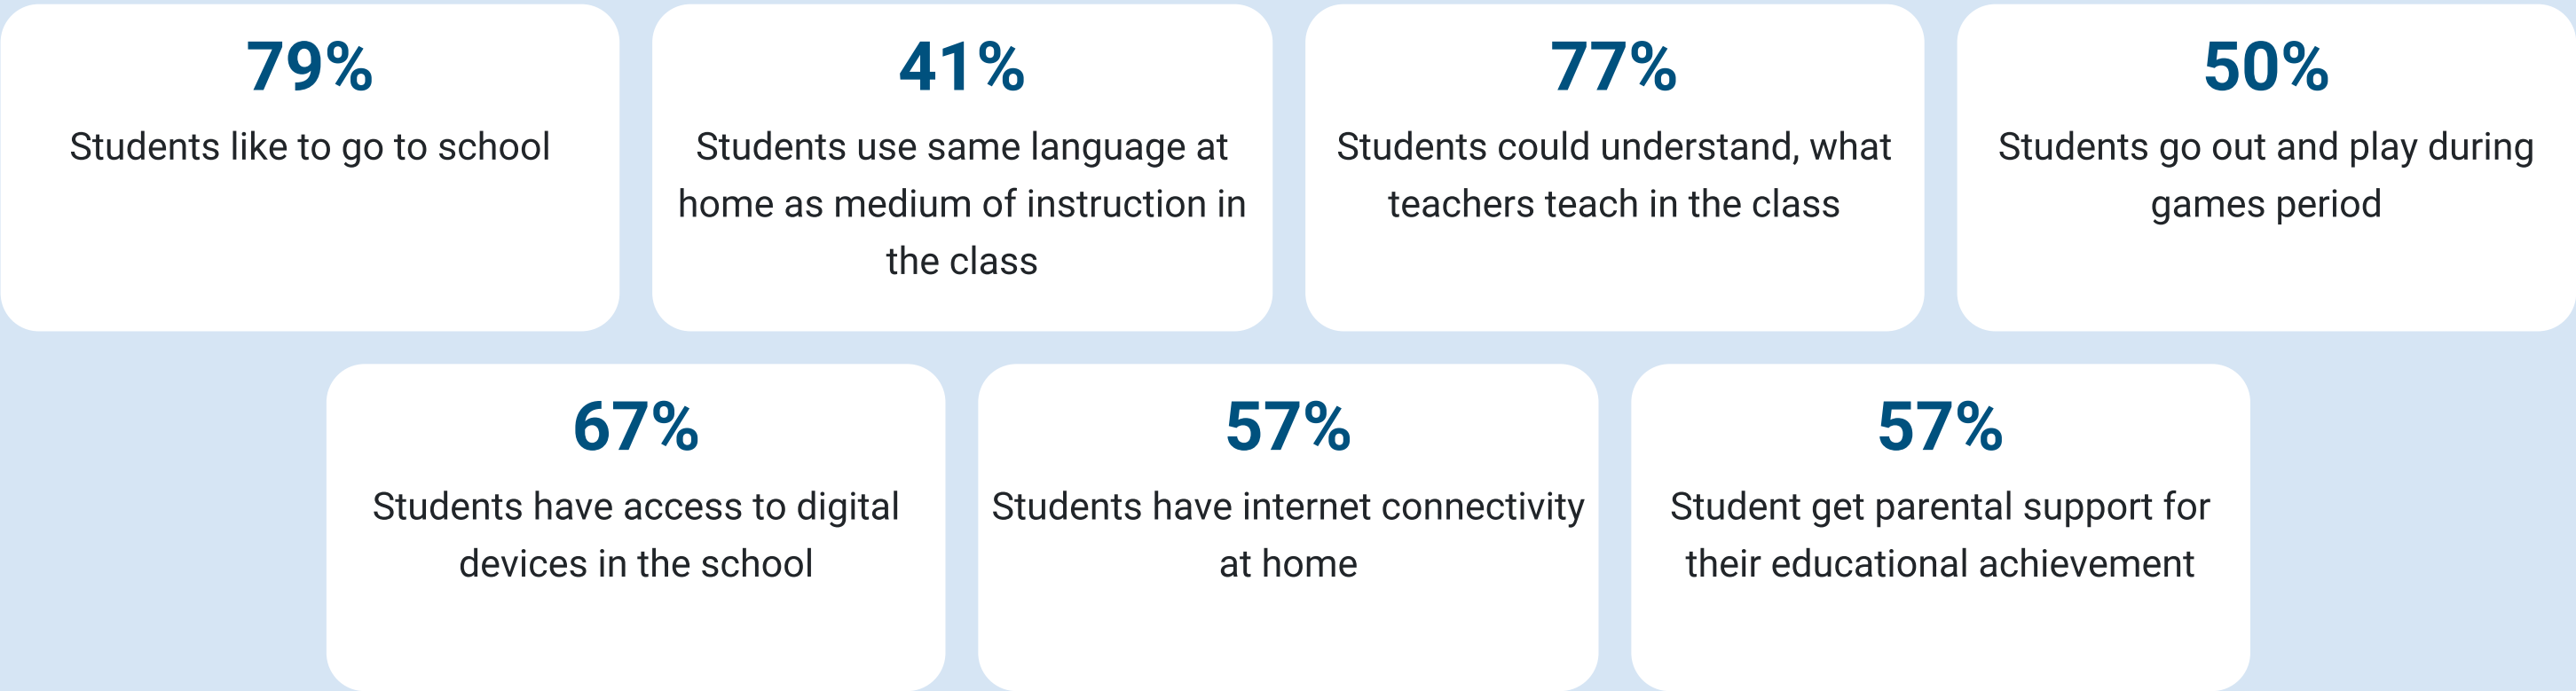 79%
Students like to go to school
41%
Students use same language at
home as medium of instruction in
the class
77%
Students could understand, what
teachers teach in the class
50%
Students go out and play during
games period
67%
Students have access to digital
devices in the school
57%
Students have internet connectivity
at home
57%
Student get parental support for
their educational achievement